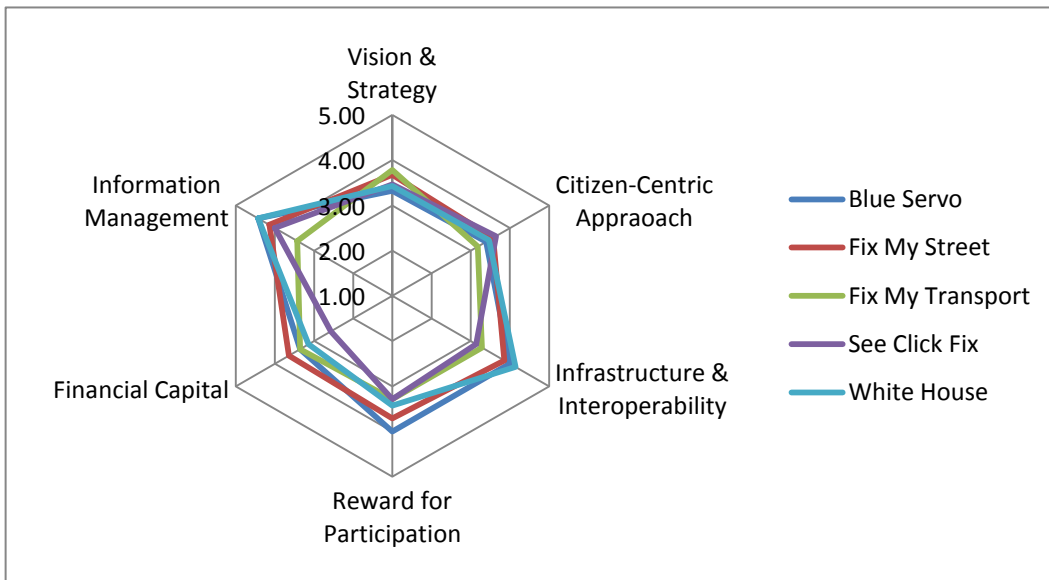 Vision &
Strategy
5.00
4.00
3.00
2.00
1.00
Citizen-Centric
Appraoach
Infrastructure &
Interoperability
Reward for
Participation
Financial Capital
Information
Management
Blue Servo
Fix My Street
Fix My Transport
See Click Fix
White House